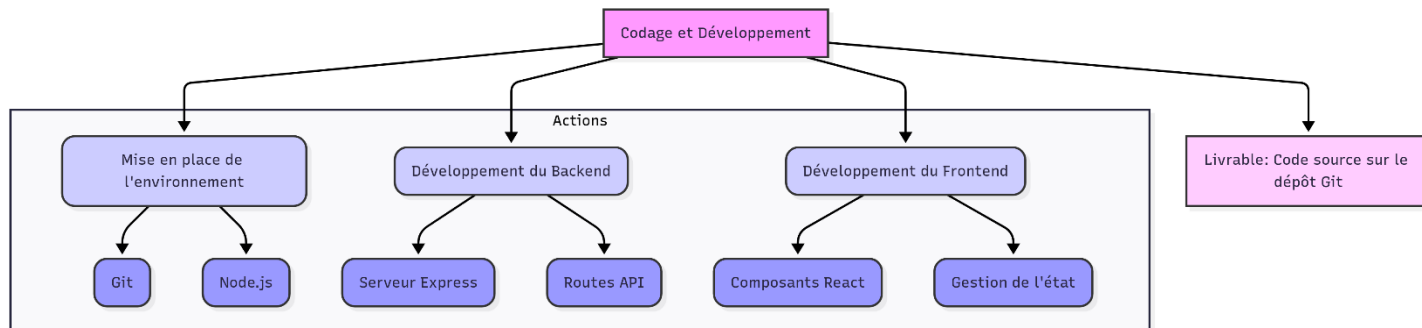 Codage et Développement
Actions
Mise en place de
l'environnement
Développement du Backend
Développement du Frontend
Livrable: Code source sur le
dépôt Git
Git
Node.js
Serveur Express
Routes API
Composants React
Gestion de l'état